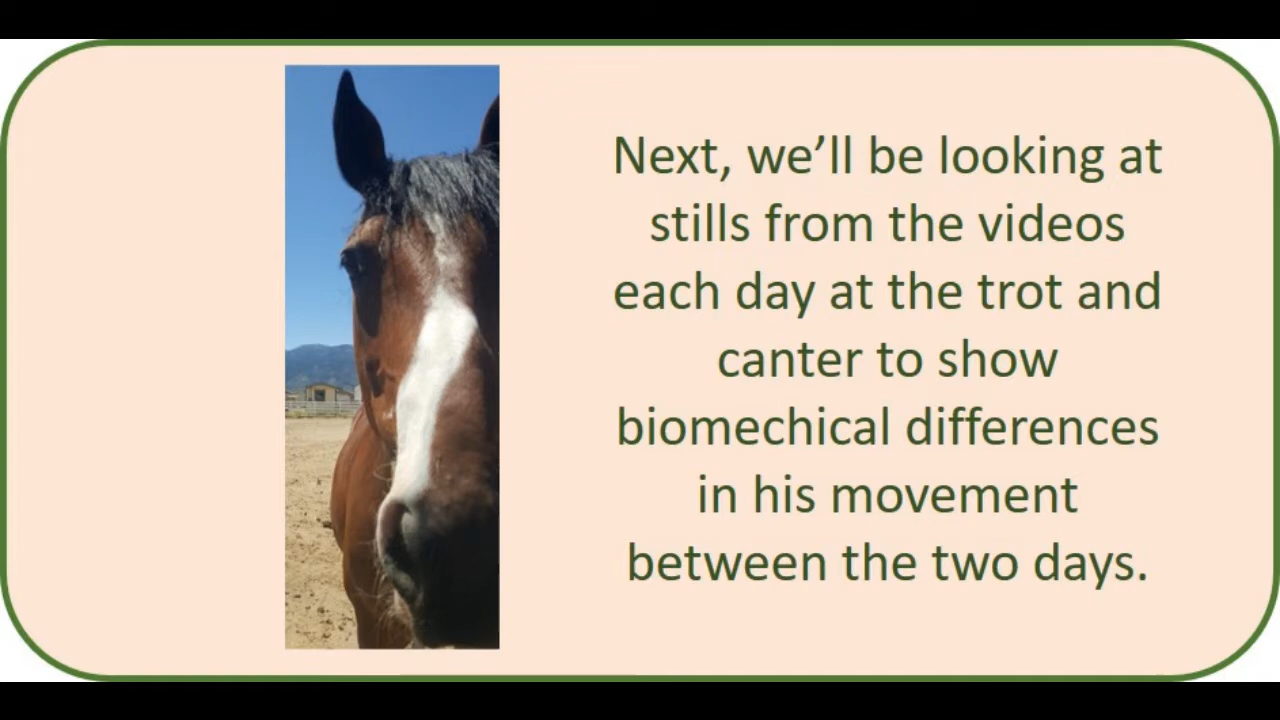 Next, we’ll be looking at
stills from the videos
each day at the trot and
canter to show
biomechical differences
in his movement
between the two days.